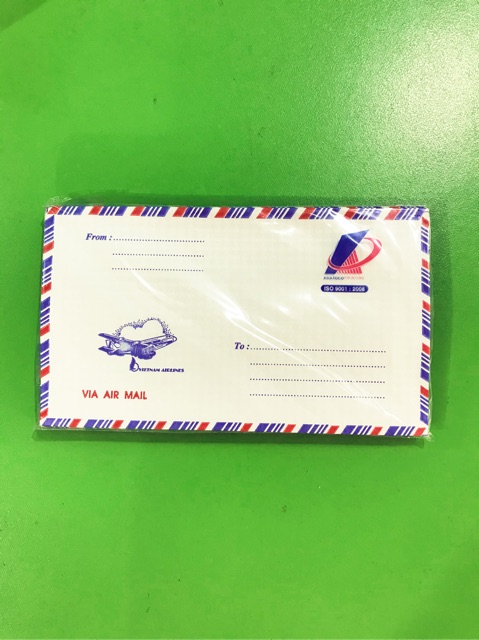 From :
ISO 9001 : 2008
To :
VIETNAM AIRLINES
VIA AIR MAIL